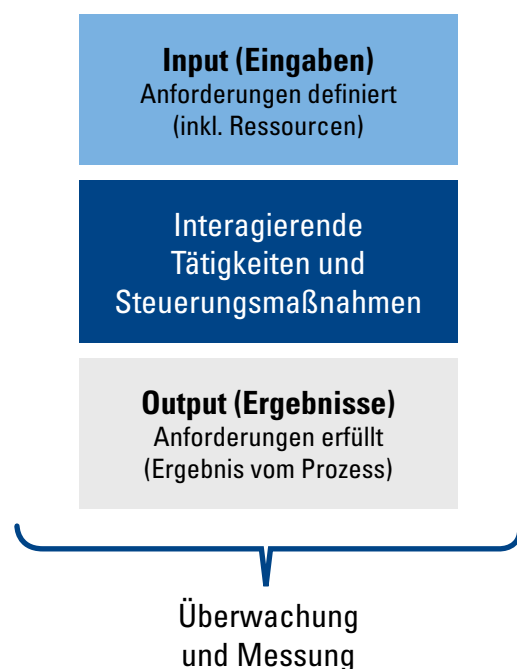 Input (Eingaben)
Anforderungen definiert
(inkl. Ressourcen)
Interagierende
Tätigkeiten und
Steuerungsmaßnahmen
Output (Ergebnisse)
Anforderungen erfüllt
(Ergebnis vom Prozess)
Überwachung
und Messung